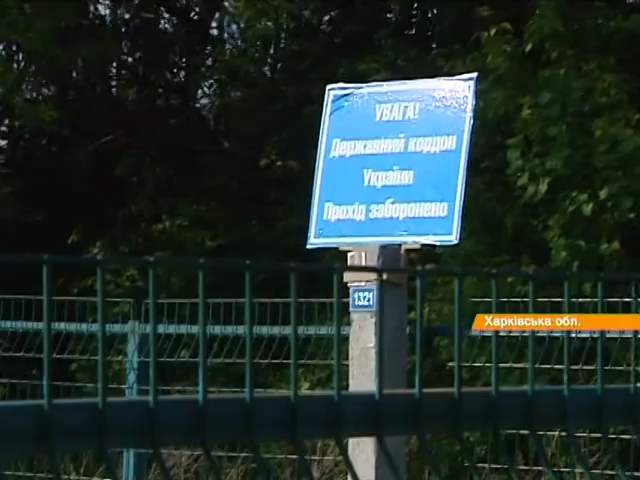 УВАГА!
Державний кордон
України
Прохід заборонено
1321
Харківська обл.